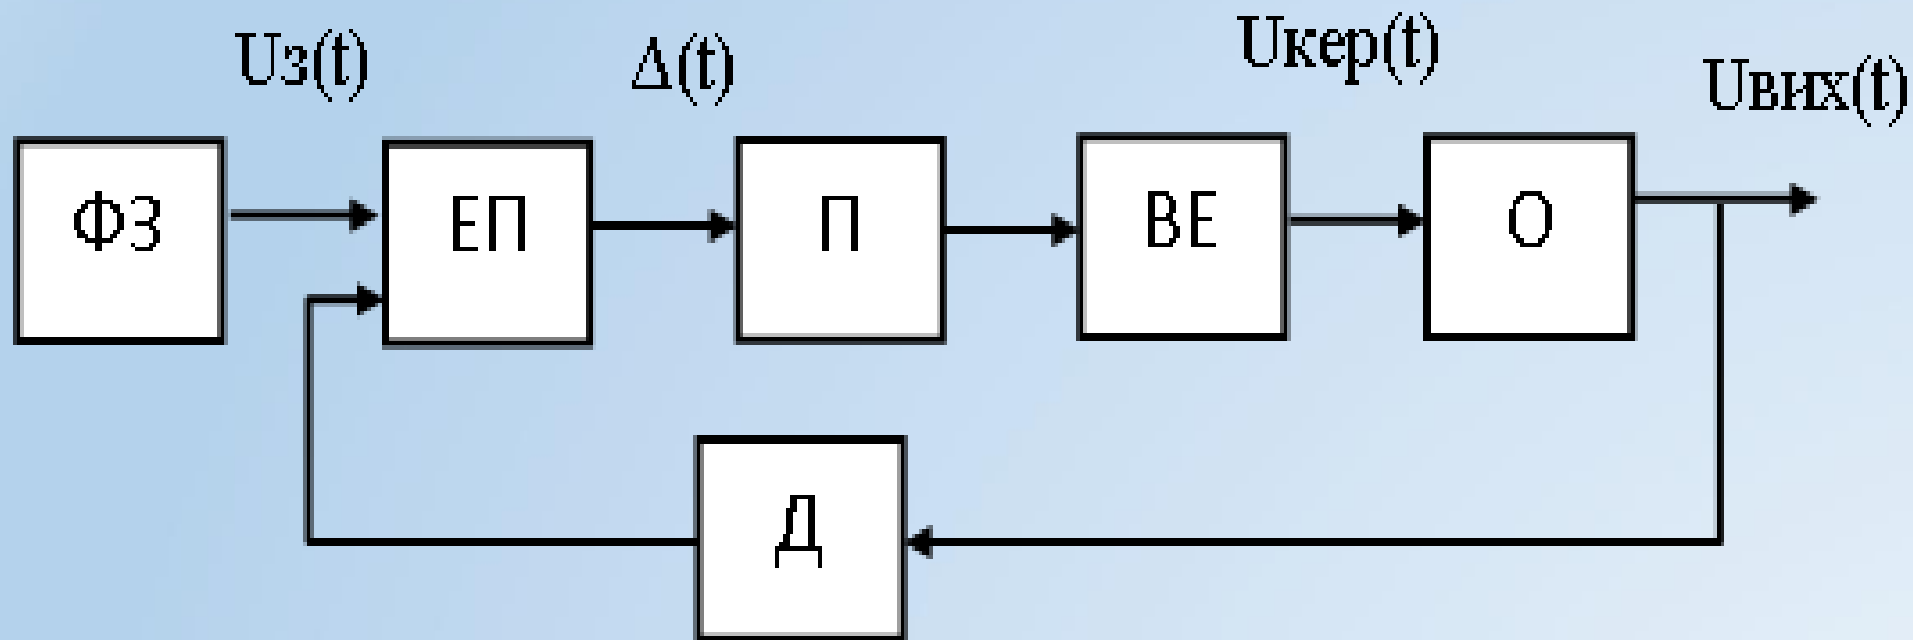 Uз(t)
Δ(t)
Uкер(t)
Uвих(t)
ФЗ
ЕП
П
ВЕ
О
Д